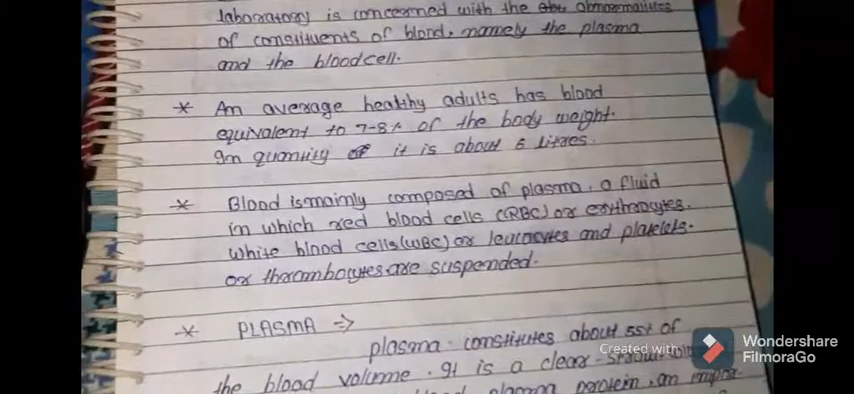 laboratory is concerned with the abnormalities
of constituents of blood, namely the plasma
and the bloodcell.
* An average healthy adults has blood
equivalent to 7-8% of the body weight.
In quantity it is about 5 litres.
* Blood is mainly composed of plasma, a fluid
in which red blood cells (RBC) or erythrocytes.
White blood cells (WBC) or leucocytes and platelets.
or thrombocytes are suspended.
* PLASMA ⇒
plasma constitutes about 55% of
the blood volume. It is a clear
plasma protein, an
Created with
Wondershare
FilmoraGo